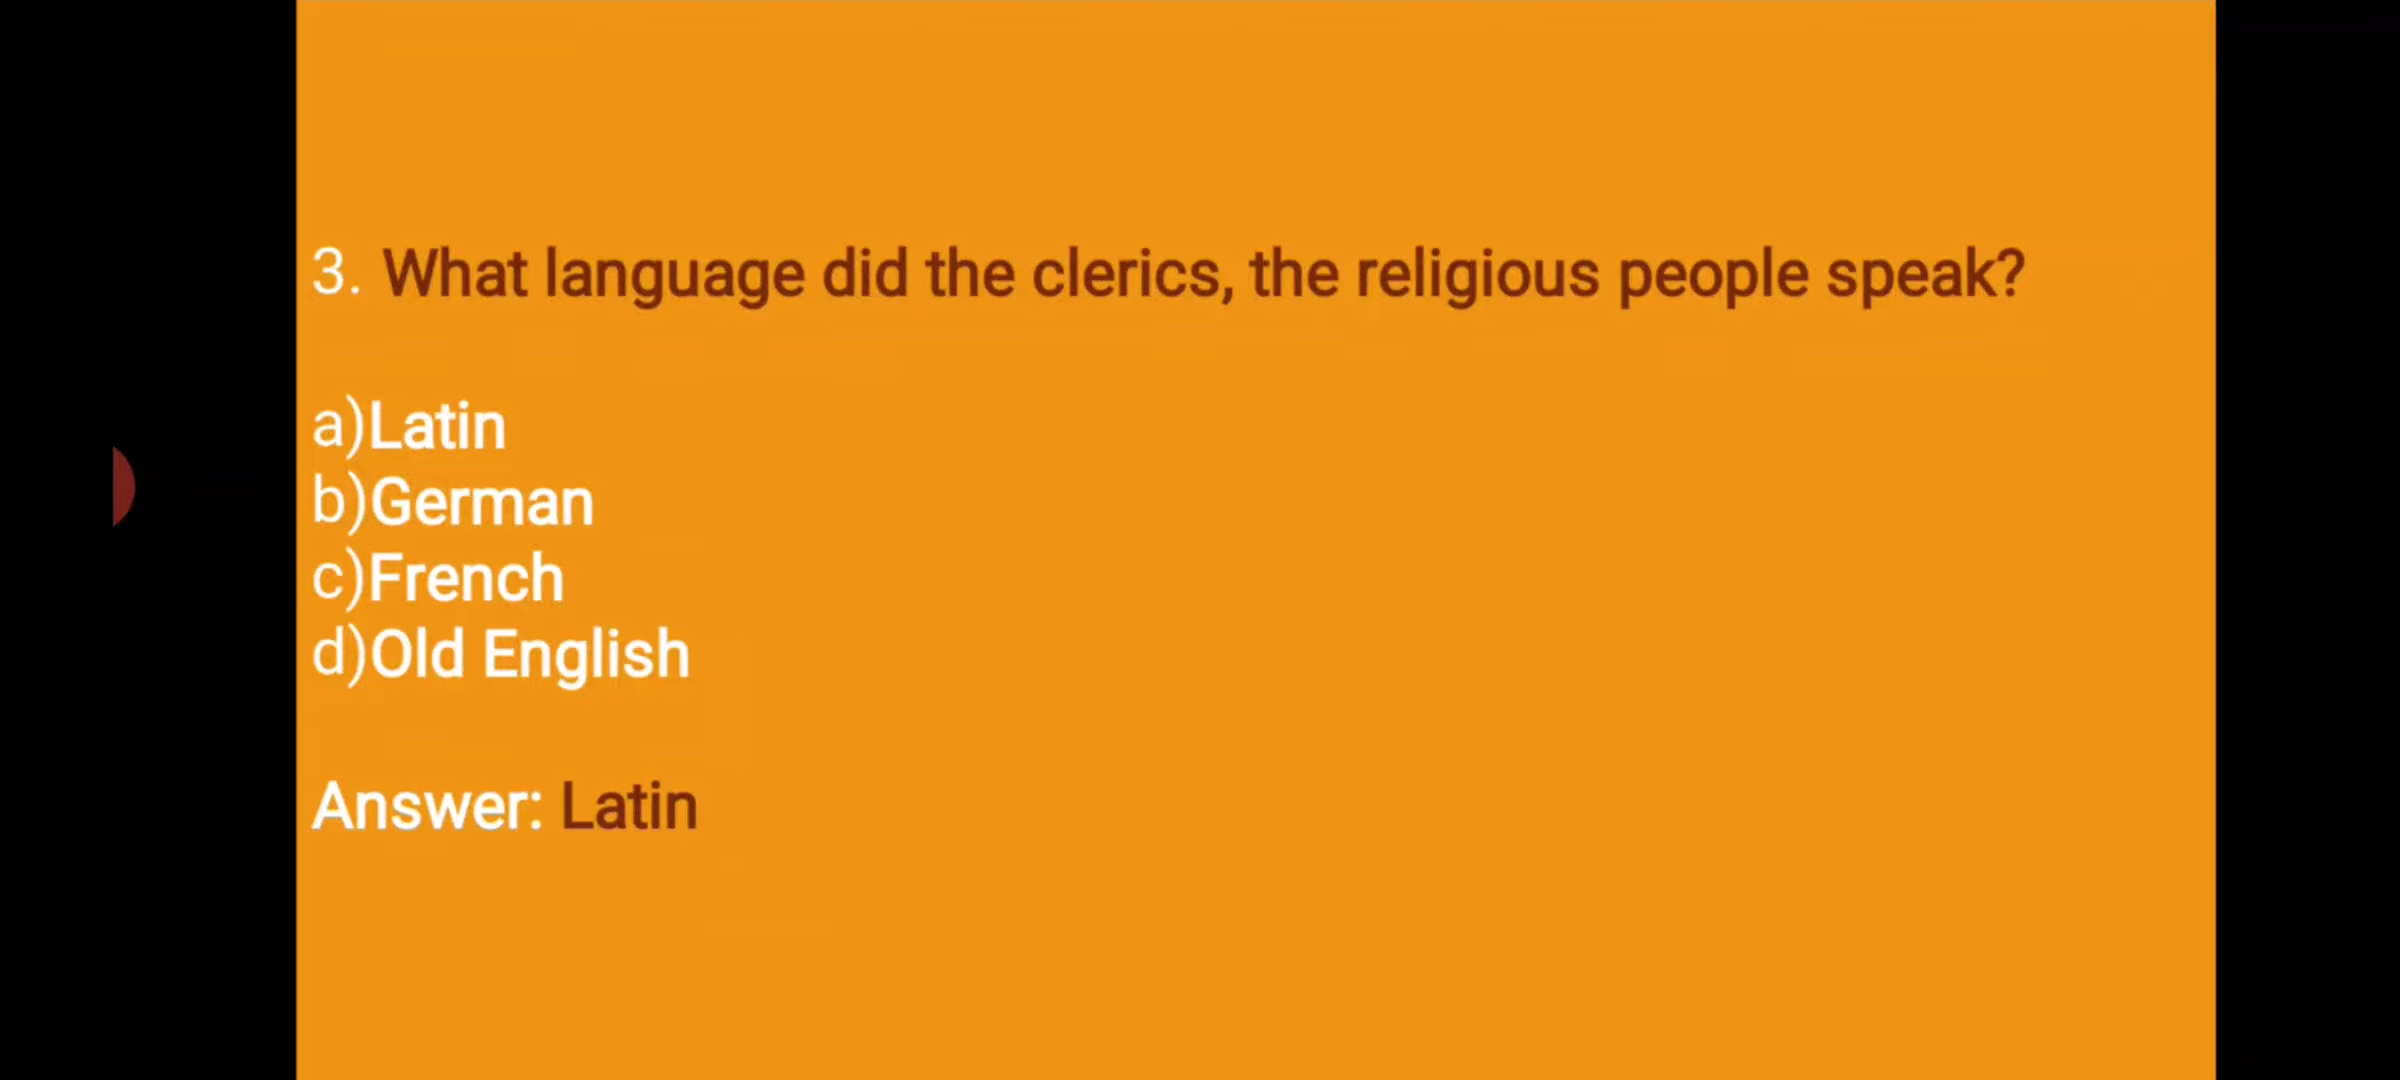 3. What language did the clerics, the religious people speak?
a)Latin
b)German
c)French
d)Old English
Answer: Latin